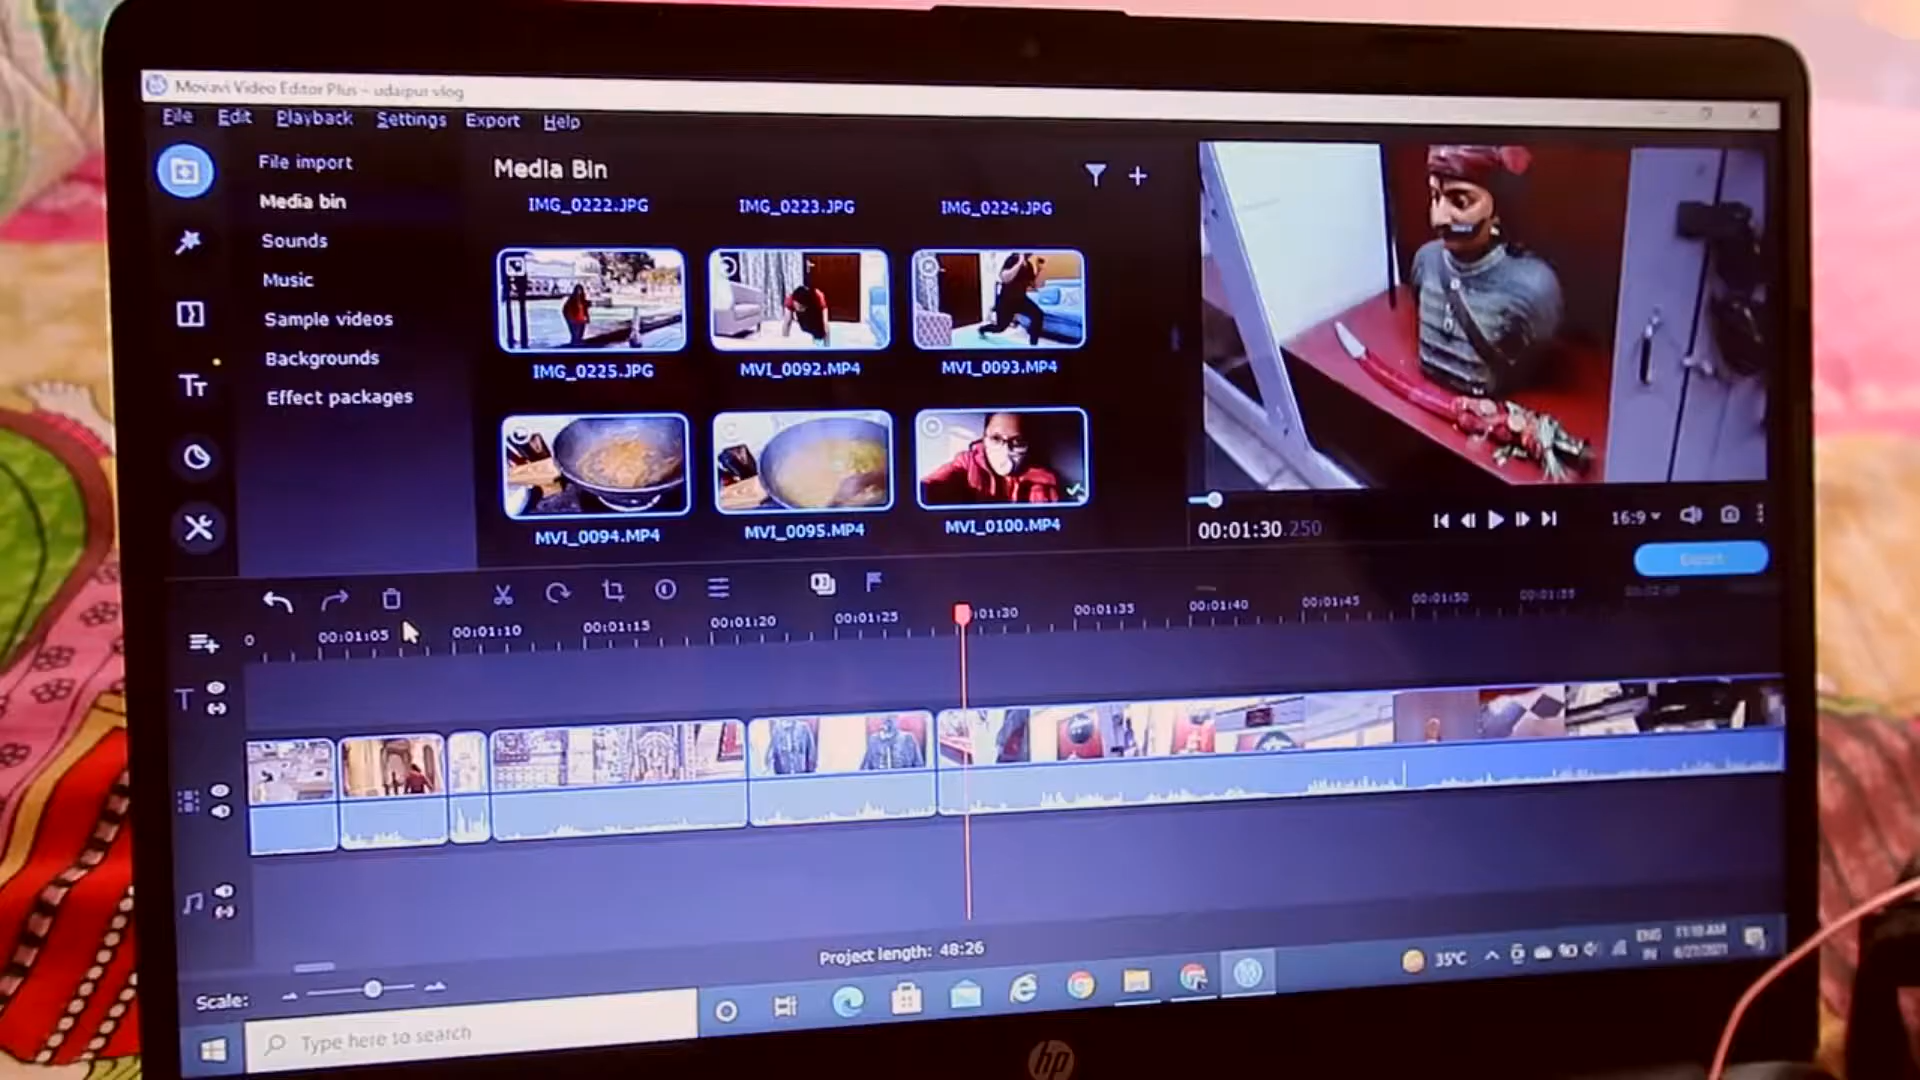 Movavi Video Editor Plus – udaipur vlog
File Edit Playback Settings Export Help
File import
Media bin
Sounds
Music
Sample videos
Backgrounds
Effect packages
Media Bin
IMG_0222.JPG IMG_0223.JPG IMG_0224.JPG
IMG_0225.JPG MVI_0092.MP4 MVI_0093.MP4
MVI_0094.MP4 MVI_0095.MP4 MVI_0100.MP4
00:01:30.250
16:9
Export
0 00:01:05 00:01:10 00:01:15 00:01:20 00:01:25 01:30 00:01:35 00:01:40 00:01:45 00:01:50 00:01:55
Project length: 48:26
Scale:
Type here to search
35°C
ENG
IN
11:10 AM
6/27/2021
hp